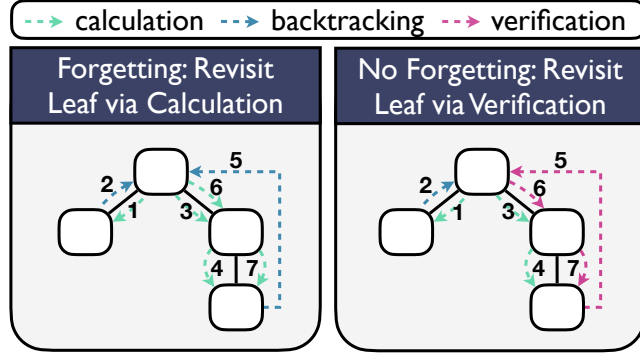 calculation backtracking verification
Forgetting: Revisit
Leaf via Calculation
No Forgetting: Revisit
Leaf via Verification
5
2
6
1
3
4
7
5
2
6
1
3
4
7